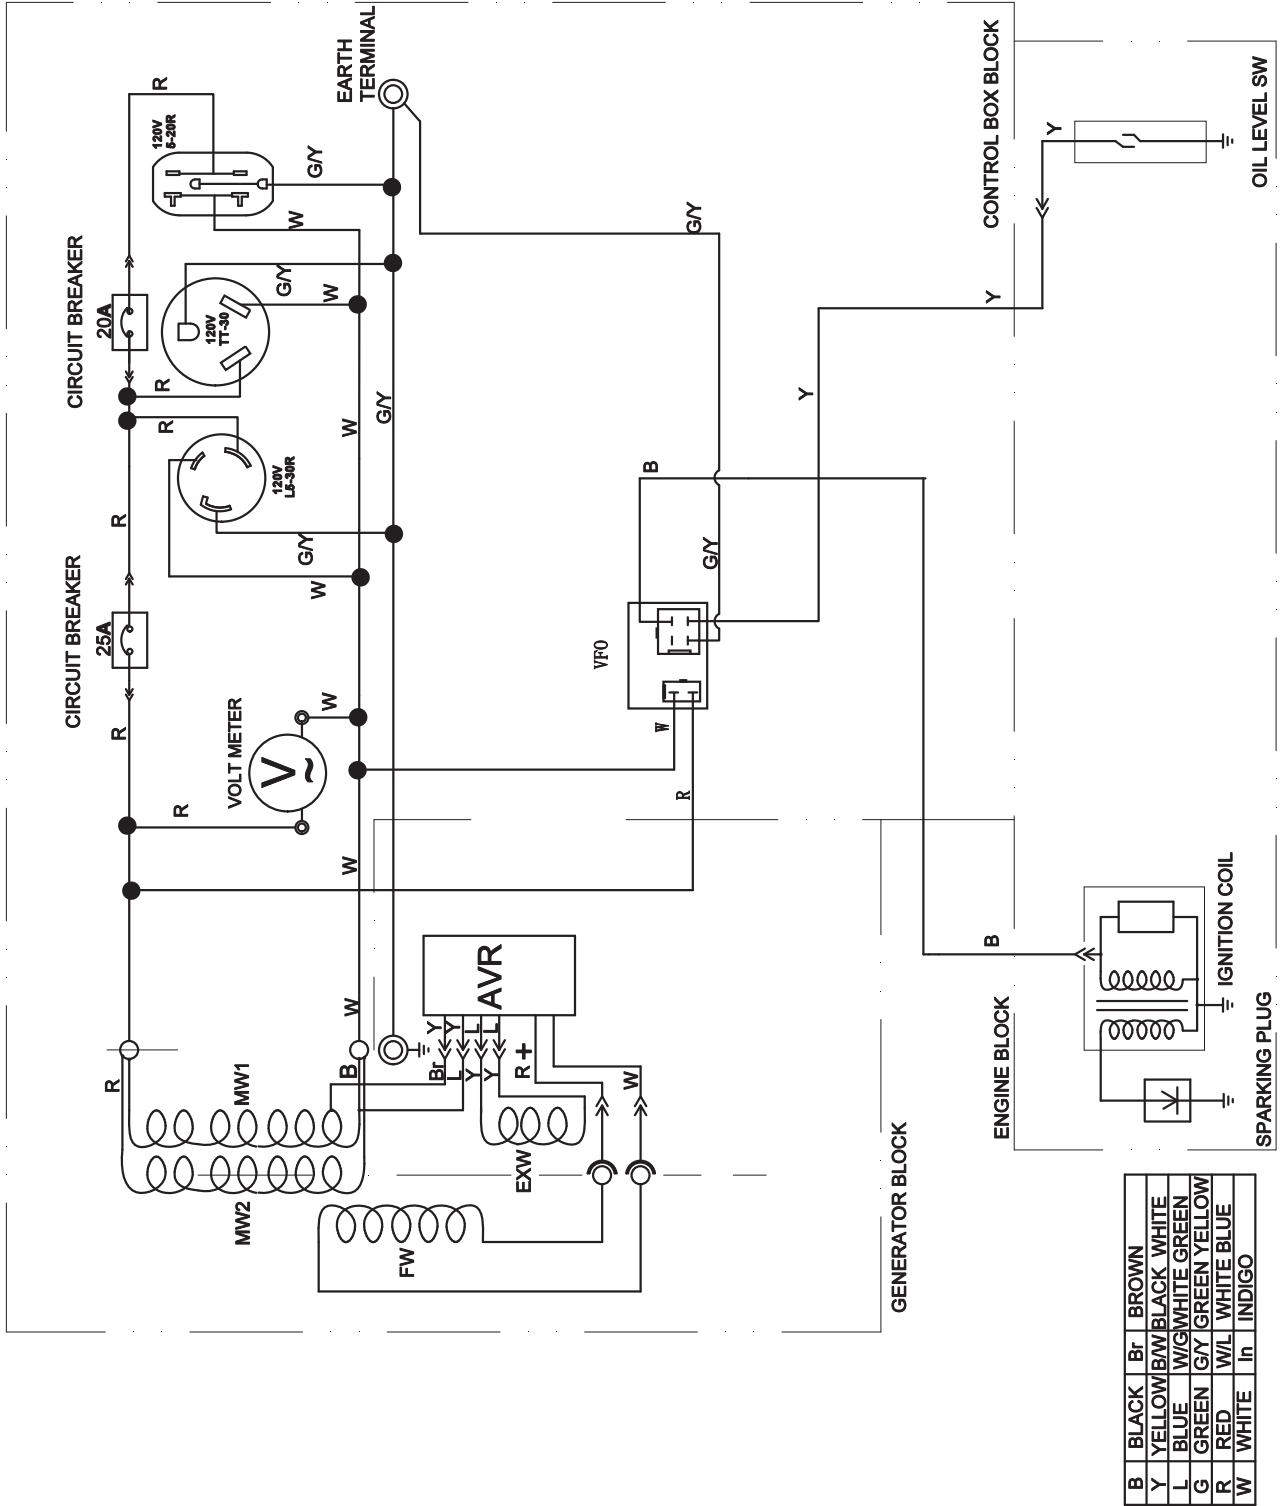 EARTH
TERMINAL
R
120V
5-20R
G/Y
W
CIRCUIT BREAKER
20A
G/Y
W
120V
TT-30
R
R
W
G/Y
120V
L5-30R
R
G/Y
W
CIRCUIT BREAKER
25A
R
W
VOLT METER
V
~
R
W
W
R
VFO
B
G/Y
G/Y
Y
Y
CONTROL BOX BLOCK
Y
OIL LEVEL SW
R
MW1
MW2
B
W
AVR
Y
Y
L
L
Br
L
Y
Y
R +
W
EXW
FW
GENERATOR BLOCK
B
ENGINE BLOCK
IGNITION COIL
SPARKING PLUG
B BLACK Br BROWN
Y YELLOW B/W BLACK WHITE
L BLUE W/G WHITE GREEN
G GREEN G/Y GREEN YELLOW
R RED W/L WHITE BLUE
W WHITE In INDIGO